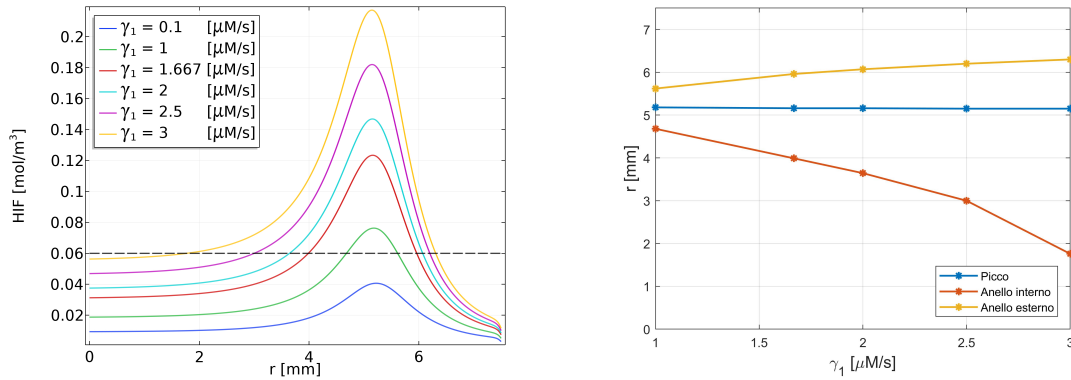 γ₁ = 0.1 [μM/s]
γ₁ = 1 [μM/s]
γ₁ = 1.667 [μM/s]
γ₁ = 2 [μM/s]
γ₁ = 2.5 [μM/s]
γ₁ = 3 [μM/s]
0.2
0.18
0.16
0.14
0.12
0.1
0.08
0.06
0.04
0.02
HIF [mol/m³]
0 2 4 6
r [mm]
7
6
5
4
3
2
1
0
r [mm]
Picco
Anello interno
Anello esterno
1 1.5 2 2.5 3
γ₁ [μM/s]